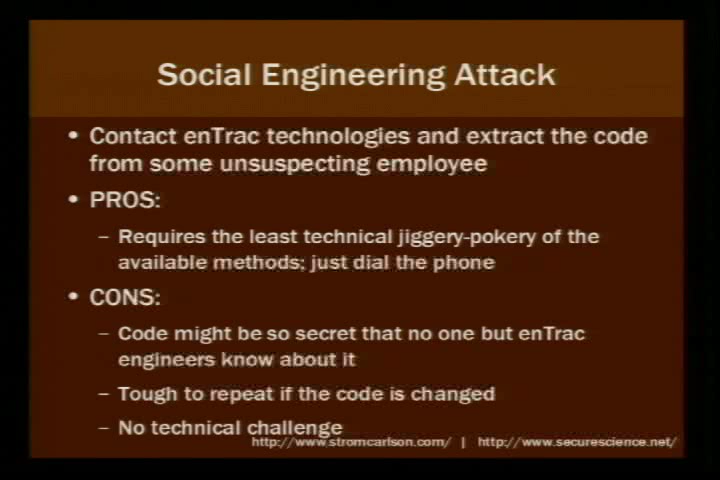 Social Engineering Attack
• Contact enTrac technologies and extract the code
from some unsuspecting employee
• PROS:
– Requires the least technical jiggery-pokery of the
available methods; just dial the phone
• CONS:
– Code might be so secret that no one but enTrac
engineers know about it
– Tough to repeat if the code is changed
– No technical challenge
http://www.stromcarlson.com/ | http://www.securescience.net/